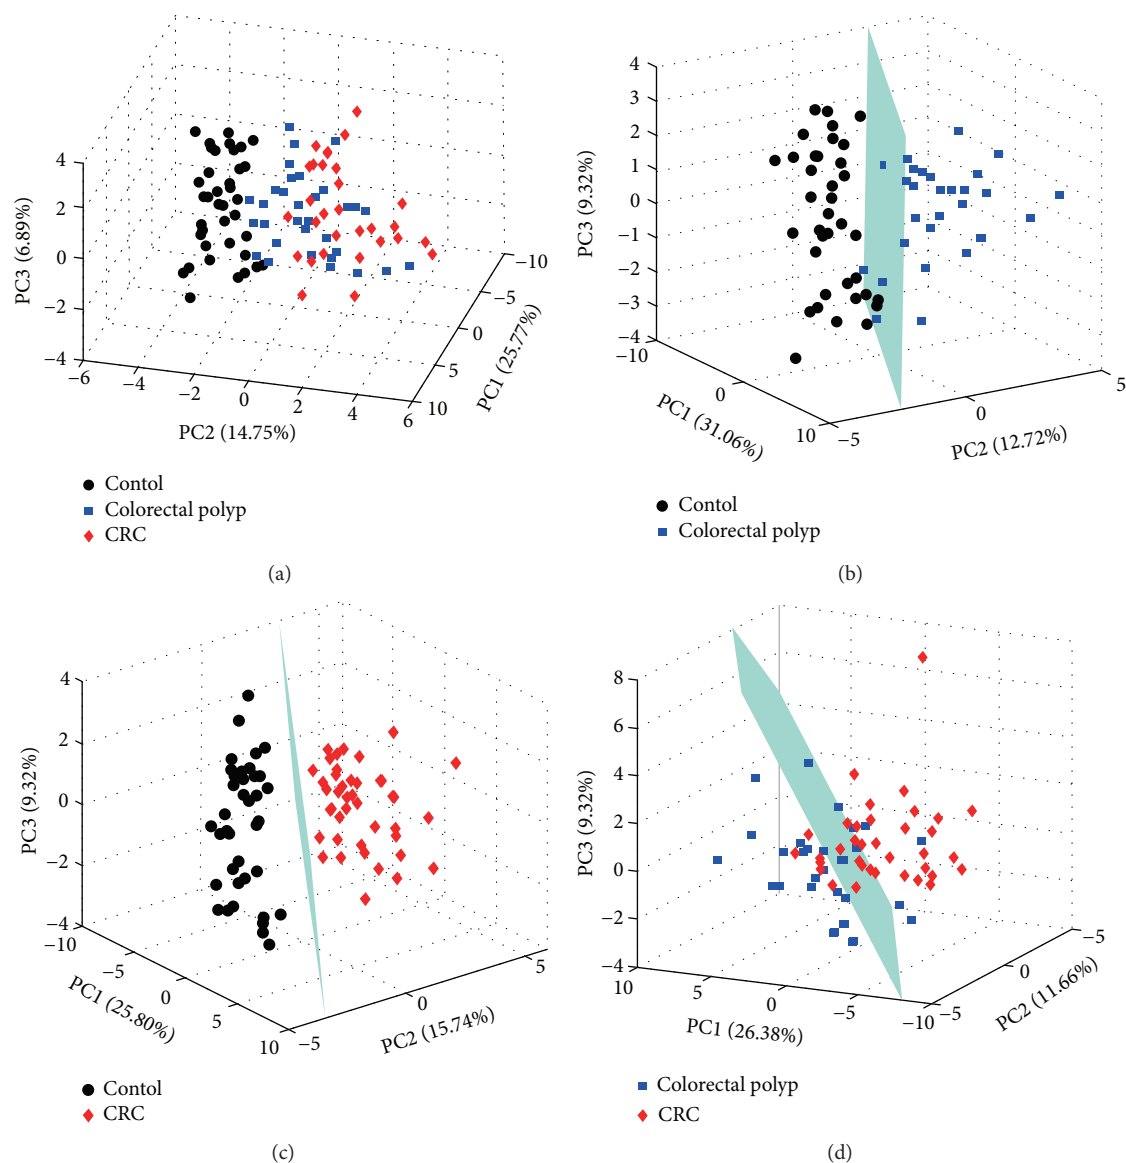 4
2
0
−2
−4
PC3 (6.89%)
−6
−4
−2
0
2
4
6
PC2 (14.75%)
−10
−5
0
5
10
PC1 (25.77%)
Contol
Colorectal polyp
CRC
(a)
4
3
2
1
0
−1
−2
−3
−4
PC3 (9.32%)
−10
0
10
PC1 (31.06%)
−5
0
5
PC2 (12.72%)
Contol
Colorectal polyp
(b)
4
2
0
−2
−4
PC3 (9.32%)
−10
−5
0
5
10
PC1 (25.80%)
−5
0
5
PC2 (15.74%)
Contol
CRC
(c)
8
6
4
2
0
−2
−4
PC3 (9.32%)
10
5
0
−5
−10
PC1 (26.38%)
−5
0
−5
PC2 (11.66%)
Colorectal polyp
CRC
(d)